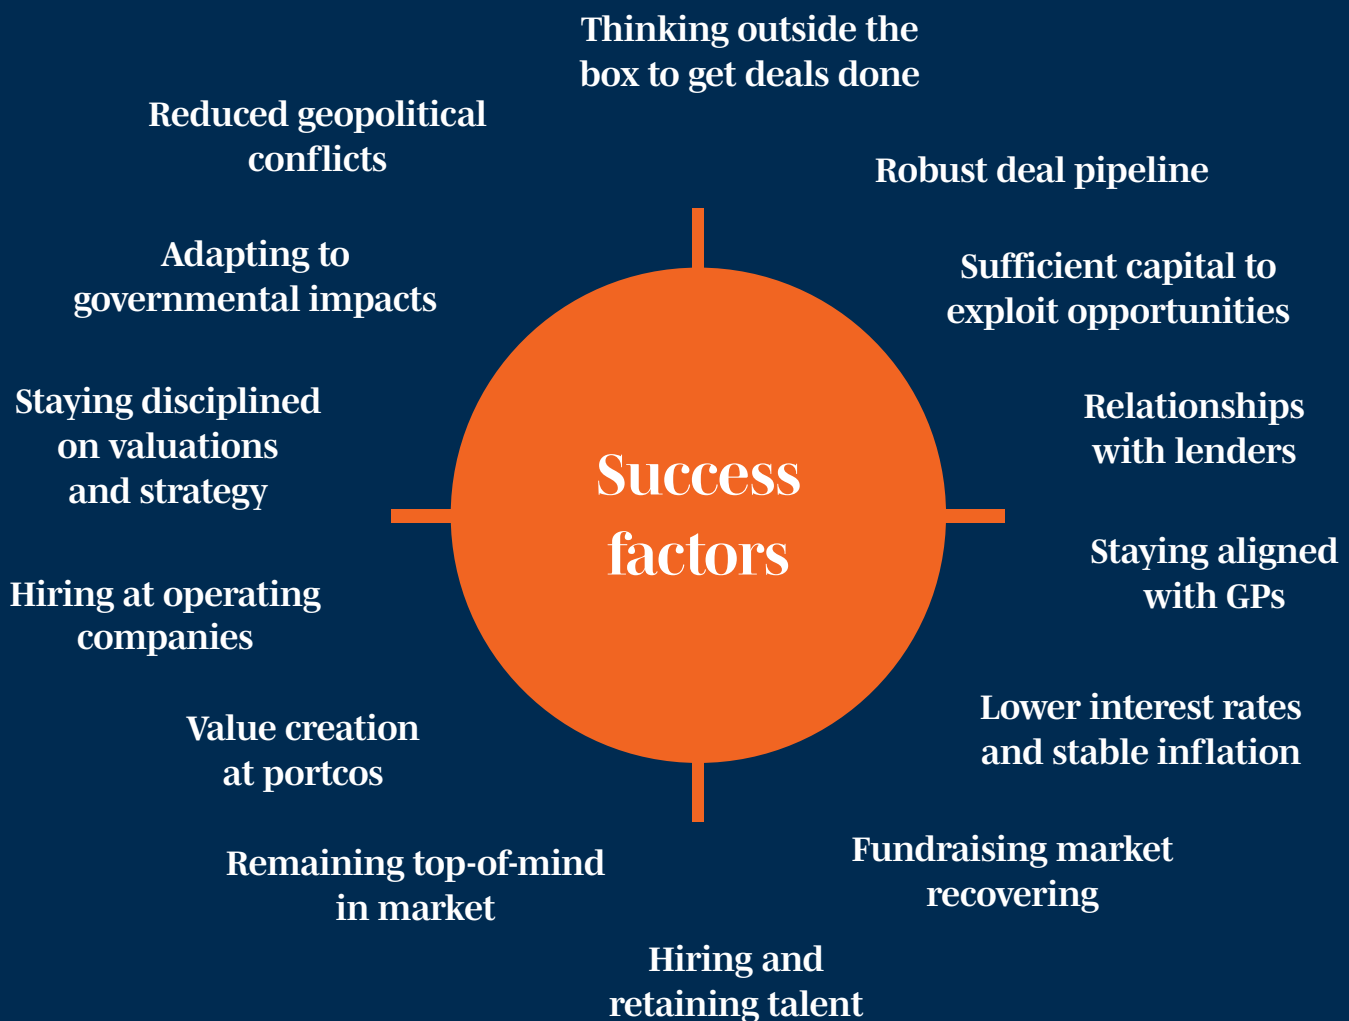 Thinking outside the
box to get deals done
Reduced geopolitical
conflicts
Robust deal pipeline
Adapting to
governmental impacts
Sufficient capital to
exploit opportunities
Staying disciplined
on valuations
and strategy
Relationships
with lenders
Success
factors
Staying aligned
with GPs
Hiring at operating
companies
Lower interest rates
and stable inflation
Value creation
at portcos
Fundraising market
recovering
Remaining top-of-mind
in market
Hiring and
retaining talent